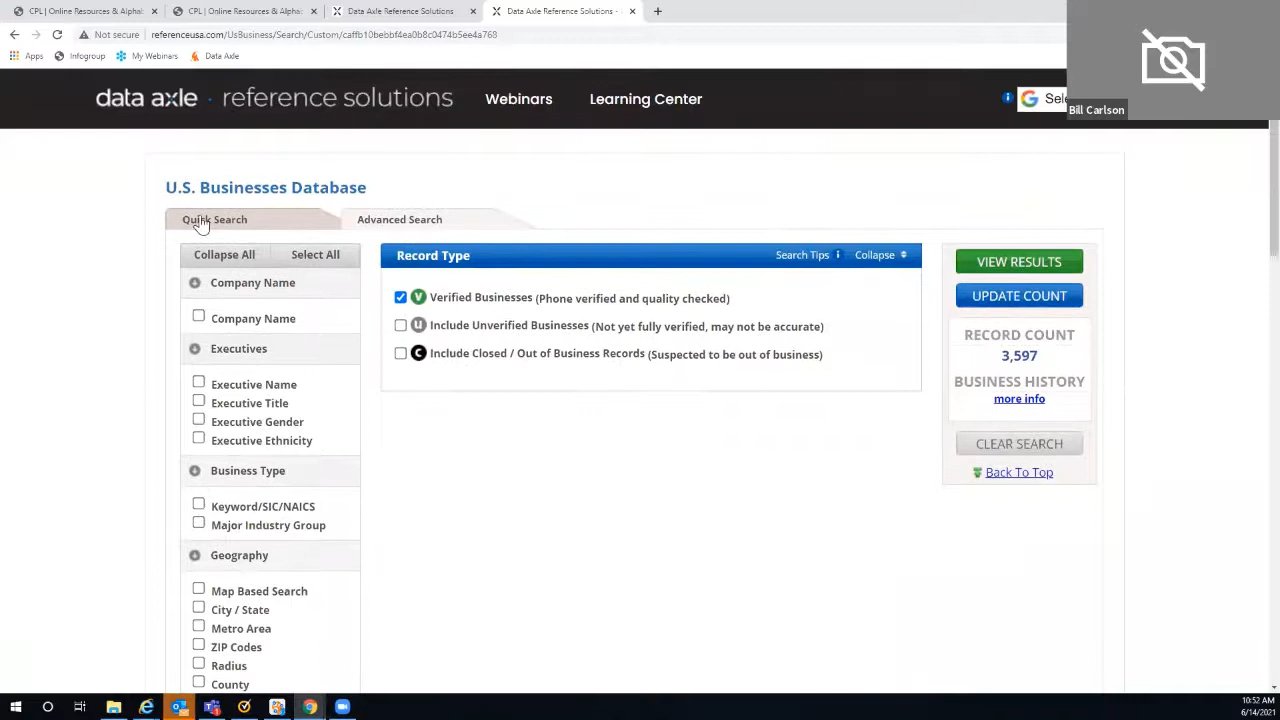 CPL | Online Resources & Alpha
CPL | Online Resources & Alpha
Data Axle Reference Solutions
Data Axle Reference Solutions -
Not secure | referenceusa.com/UsBusiness/Search/Custom/caffb10bebbf4ea0b8c0474b5ee4a768
Apps Infogroup My Webinars Data Axle
data axle · reference solutions Webinars Learning Center G Sele
Bill Carlson
U.S. Businesses Database
Quick Search Advanced Search
Collapse All Select All
Company Name
Company Name
Executives
Executive Name
Executive Title
Executive Gender
Executive Ethnicity
Business Type
Keyword/SIC/NAICS
Major Industry Group
Geography
Map Based Search
City / State
Metro Area
ZIP Codes
Radius
County
Record Type Search Tips i Collapse
V Verified Businesses (Phone verified and quality checked)
u Include Unverified Businesses (Not yet fully verified, may not be accurate)
C Include Closed / Out of Business Records (Suspected to be out of business)
VIEW RESULTS
UPDATE COUNT
RECORD COUNT
3,597
BUSINESS HISTORY
more info
CLEAR SEARCH
Back To Top
10:52 AM
6/14/2021